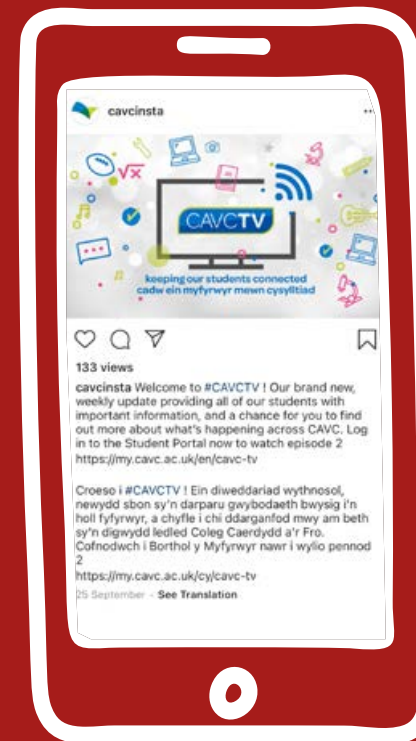 cavcinsta
√x
CAVCTV
keeping our students connected
cadw ein myfyrwyr mewn cysylltiad
133 views
cavcinsta Welcome to #CAVCTV ! Our brand new,
weekly update providing all of our students with
important information, and a chance for you to find
out more about what's happening across CAVC. Log
in to the Student Portal now to watch episode 2
https://my.cavc.ac.uk/en/cavc-tv
Croeso i #CAVCTV ! Ein diweddariad wythnosol,
newydd sbon sy'n darparu gwybodaeth bwysig i'n
holl fyfyrwyr, a chyfle i chi ddarganfod mwy am beth
sy'n digwydd ledled Coleg Caerdydd a'r Fro.
Cofnodwch i Borthol y Myfyrwyr nawr i wylio pennod
2
https://my.cavc.ac.uk/cy/cavc-tv
25 September - See Translation